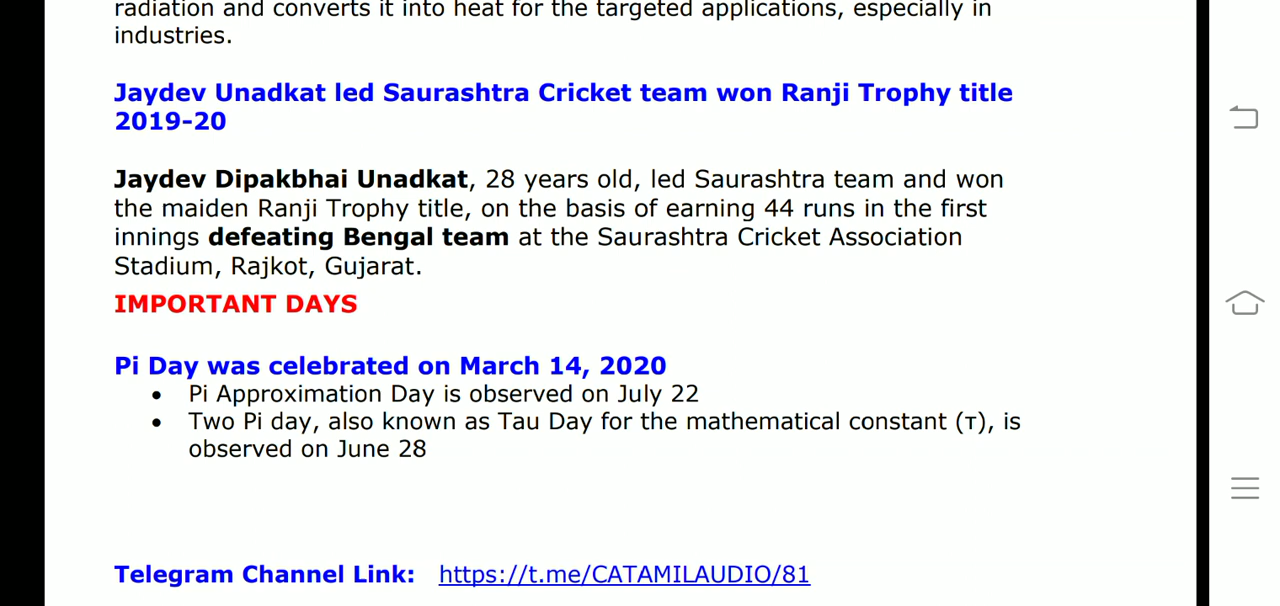 radiation and converts it into heat for the targeted applications, especially in
industries.
Jaydev Unadkat led Saurashtra Cricket team won Ranji Trophy title
2019-20
Jaydev Dipakbhai Unadkat, 28 years old, led Saurashtra team and won
the maiden Ranji Trophy title, on the basis of earning 44 runs in the first
innings defeating Bengal team at the Saurashtra Cricket Association
Stadium, Rajkot, Gujarat.
IMPORTANT DAYS
Pi Day was celebrated on March 14, 2020
• Pi Approximation Day is observed on July 22
• Two Pi day, also known as Tau Day for the mathematical constant (τ), is
observed on June 28
Telegram Channel Link: https://t.me/CATAMILAUDIO/81